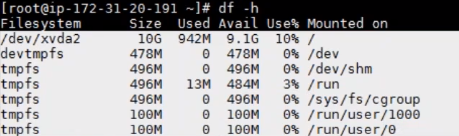 [root@ip-172-31-20-191 ~]# df -h
Filesystem      Size  Used Avail Use% Mounted on
/dev/xvda2       10G  942M  9.1G  10% /
devtmpfs        478M     0  478M   0% /dev
tmpfs           496M     0  496M   0% /dev/shm
tmpfs           496M   13M  484M   3% /run
tmpfs           496M     0  496M   0% /sys/fs/cgroup
tmpfs           100M     0  100M   0% /run/user/1000
tmpfs           100M     0  100M   0% /run/user/0